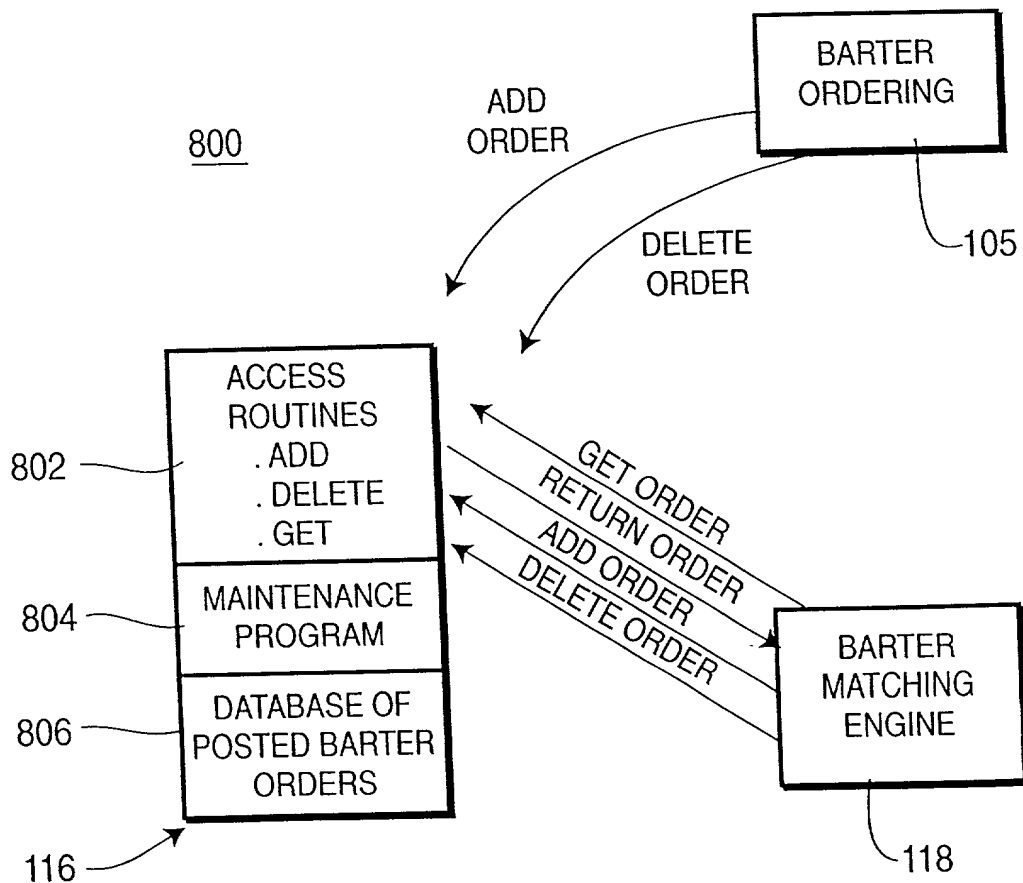 800
ADD
ORDER
BARTER
ORDERING
105
DELETE
ORDER
ACCESS
ROUTINES
. ADD
. DELETE
. GET
802
MAINTENANCE
PROGRAM
804
DATABASE OF
POSTED BARTER
ORDERS
806
116
GET ORDER
RETURN ORDER
ADD ORDER
DELETE ORDER
BARTER
MATCHING
ENGINE
118